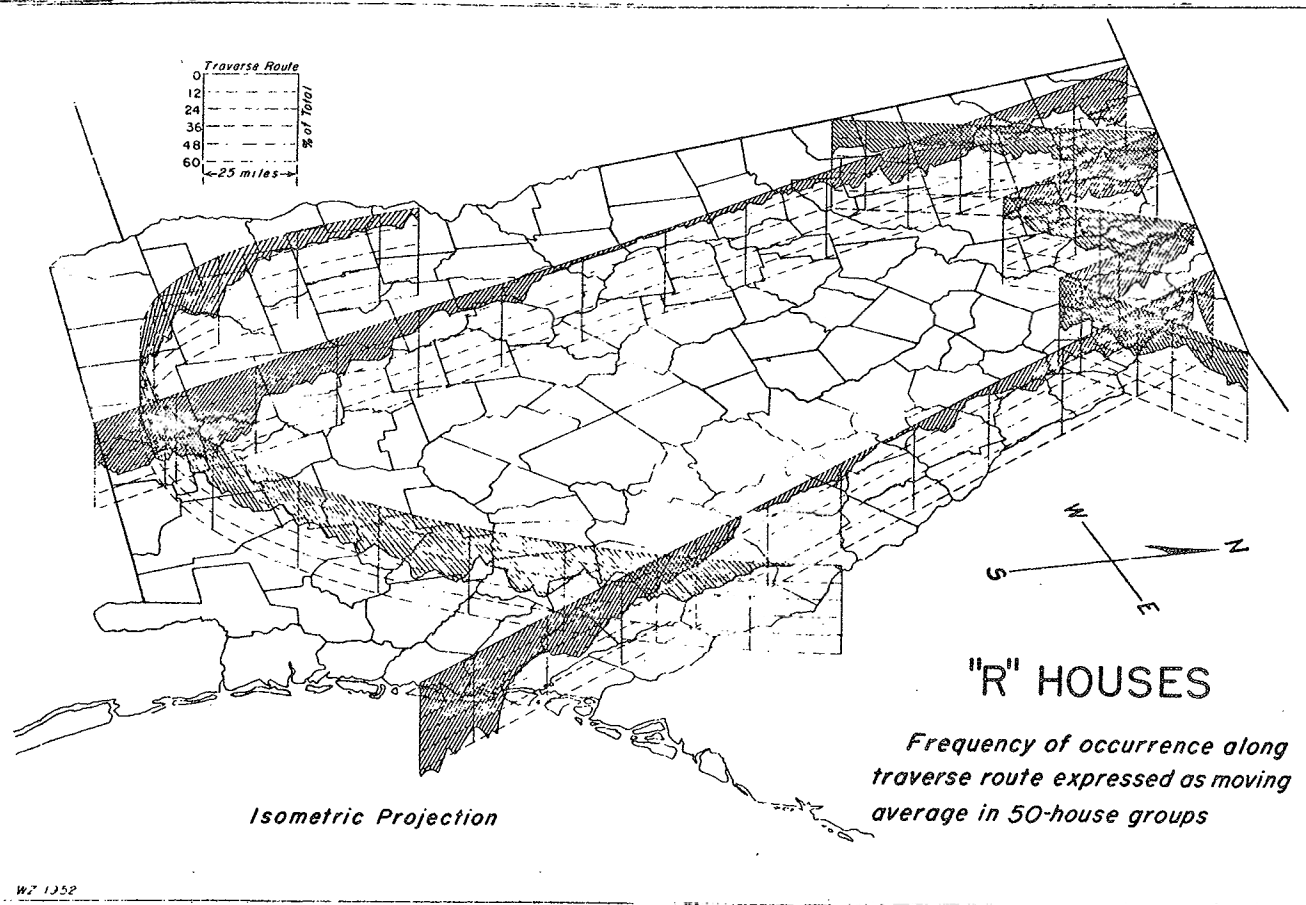 Traverse Route
0
12
24
36
48
60
% of Total
25 miles
W
N
S
E
"R" HOUSES
Frequency of occurrence along
traverse route expressed as moving
average in 50-house groups
Isometric Projection
WZ 1952